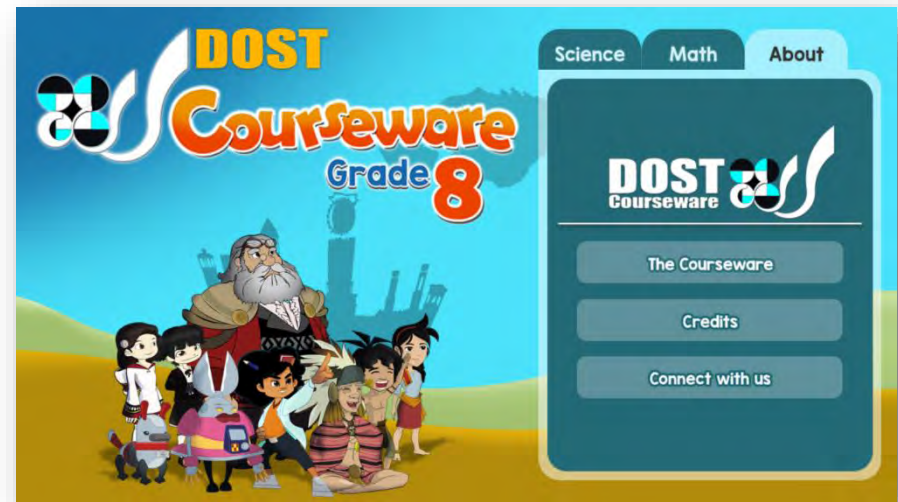 DOST
Courseware
Grade 8
Science Math About
DOST
Courseware
The Courseware
Credits
Connect with us